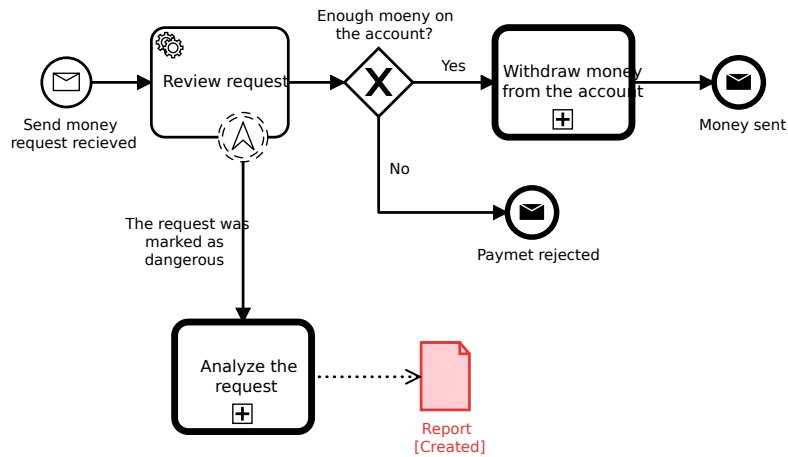 Enough moeny on
the account?
Review request
Yes
Withdraw money
from the account
Send money
request recieved
Money sent
No
Paymet rejected
The request was
marked as
dangerous
Analyze the
request
Report
[Created]